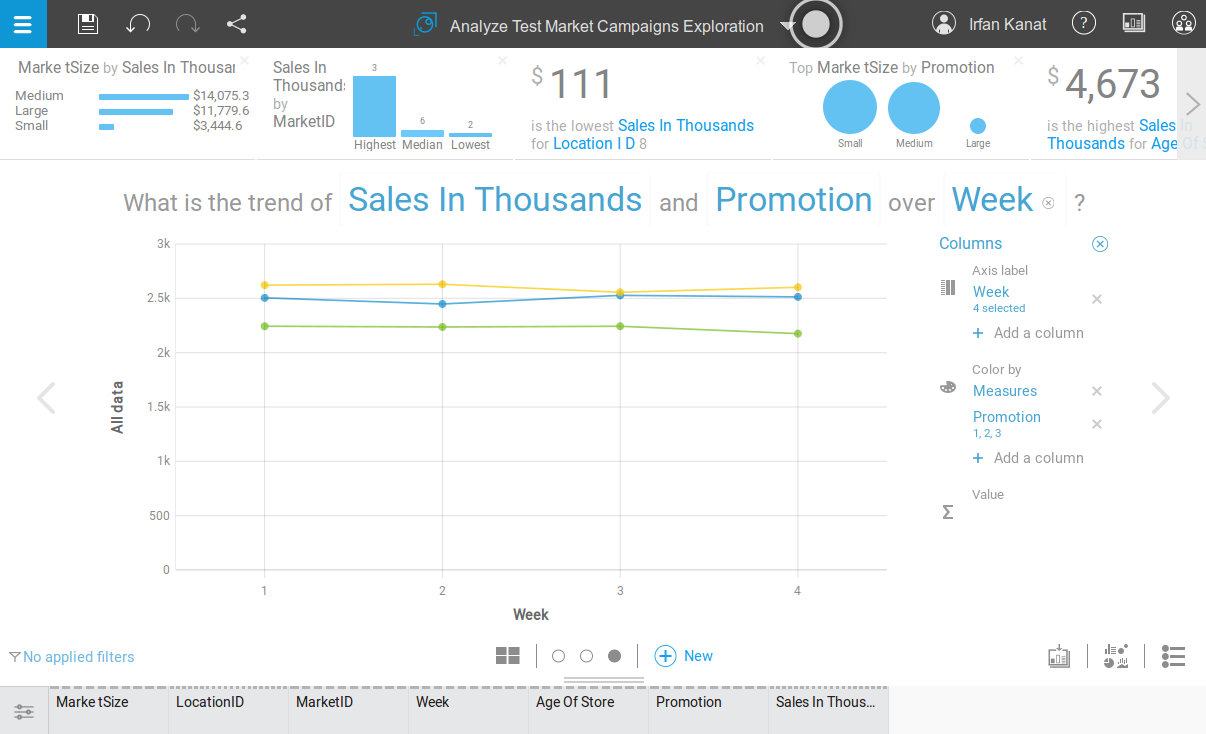 Analyze Test Market Campaigns Exploration
Irfan Kanat
?
Marke tSize by Sales In Thousar
Medium $14,075.3
Large $11,779.6
Small $3,444.6
Sales In
Thousands
by
MarketID
3
6
2
Highest Median Lowest
$ 111
is the lowest Sales In Thousands
for Location I D 8
Top Marke tSize by Promotion
Small Medium Large
$ 4,673
is the highest Sales In
Thousands for Age Of S
What is the trend of Sales In Thousands and Promotion over Week ?
3k
2.5k
2k
1.5k
1k
500
0
All data
1 2 3 4
Week
Columns
Axis label
Week
4 selected
+ Add a column
Color by
Measures
Promotion
1, 2, 3
+ Add a column
Value
Σ
No applied filters
New
Marke tSize LocationID MarketID Week Age Of Store Promotion Sales In Thous...